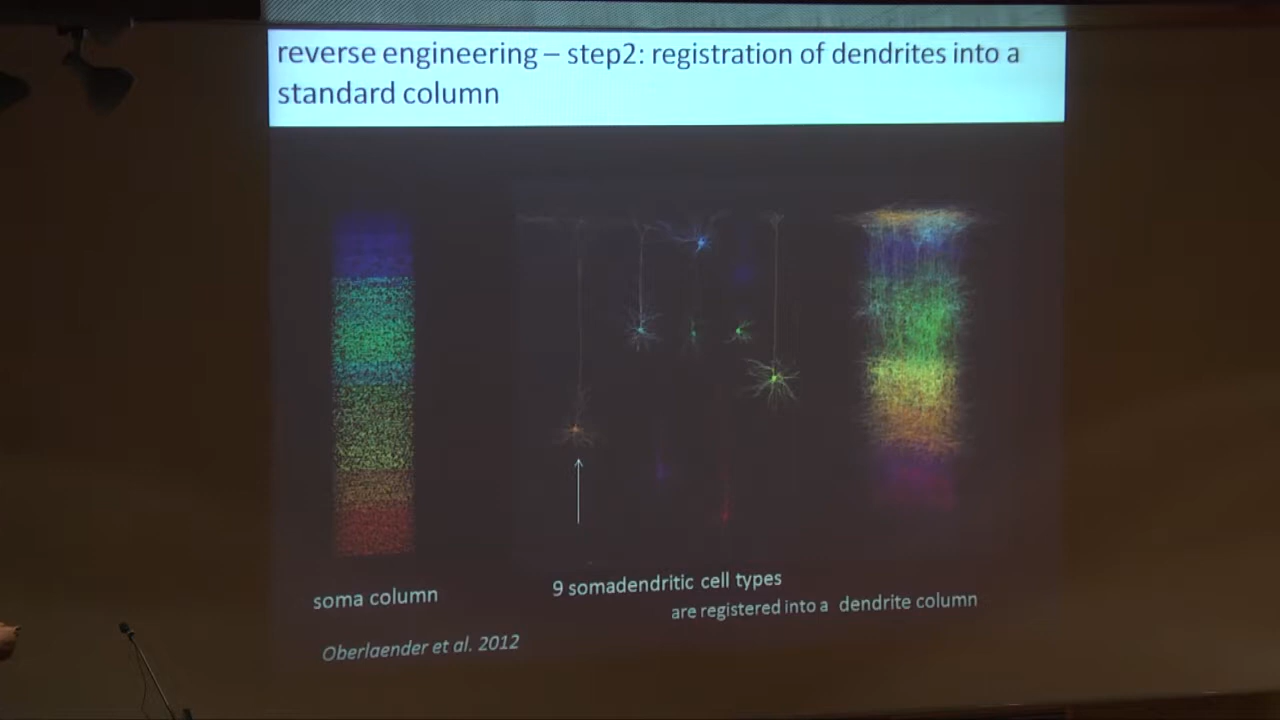 reverse engineering – step2: registration of dendrites into a
standard column
soma column
9 somadendritic cell types
are registered into a dendrite column
Oberlaender et al. 2012